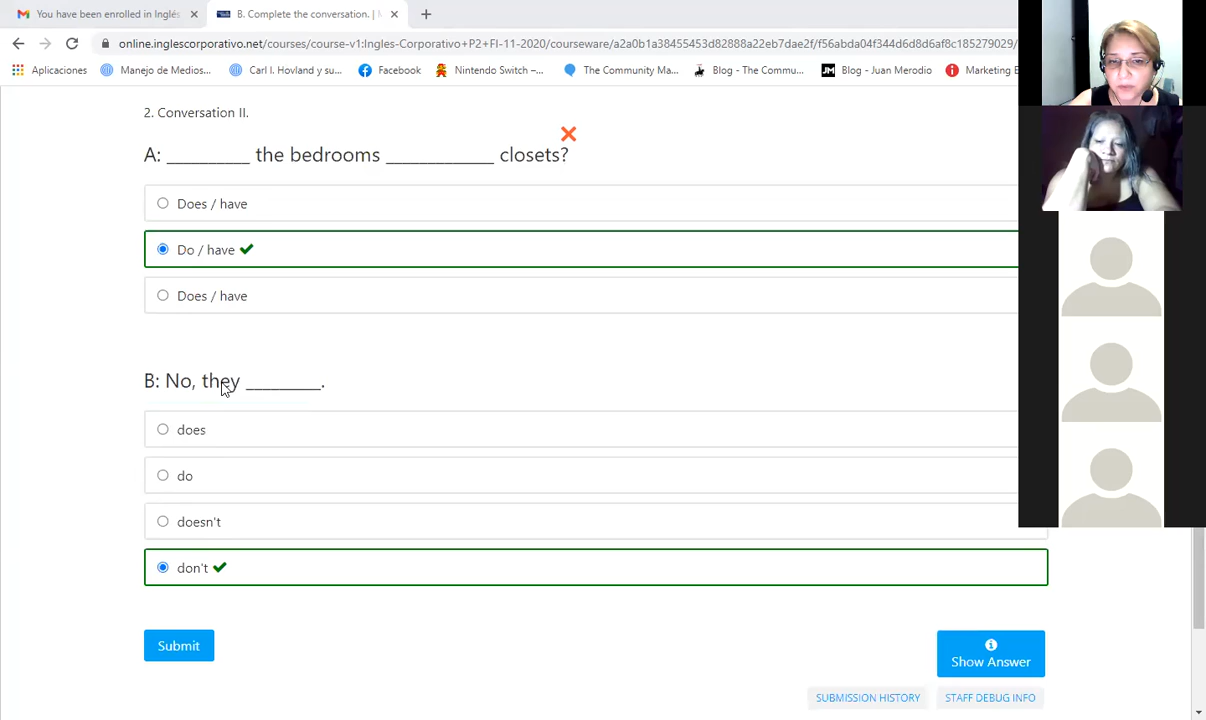 You have been enrolled in Inglés
B. Complete the conversation. |
online.inglescorporativo.net/courses/course-v1:Ingles-Corporativo+P2+FI-11-2020/courseware/a2a0b1a38455453d82888a22eb7dae2f/f56abda04f344d6d8d6af8c185279029/
Aplicaciones
Manejo de Medios...
Carl I. Hovland y su...
Facebook
Nintendo Switch –...
The Community Ma...
Blog - The Commu...
JM Blog - Juan Merodio
Marketing E
2. Conversation II.
A: __________ the bedrooms _____________ closets?
Does / have
Do / have
Does / have
B: No, they _________.
does
do
doesn't
don't
Submit
Show Answer
SUBMISSION HISTORY
STAFF DEBUG INFO